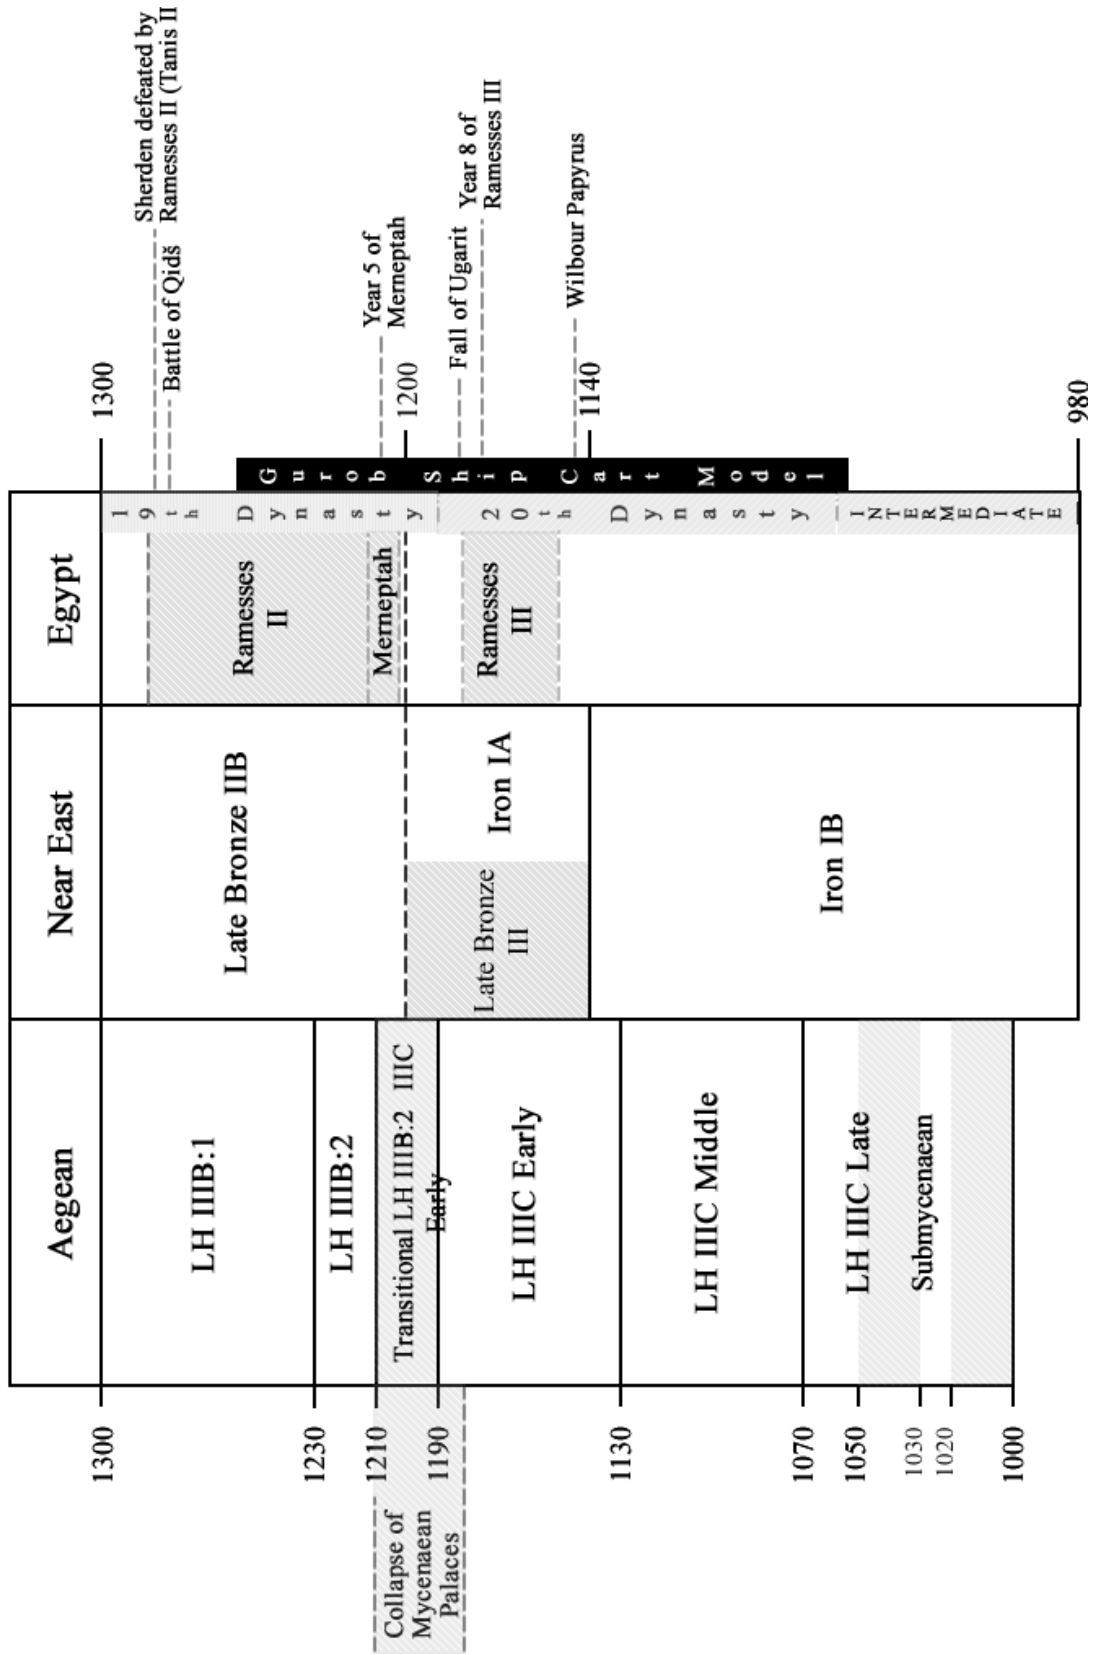 Aegean
Near East
Egypt
1300
1230
1210
1190
1130
1070
1050
1030
1020
1000
Collapse of
Mycenaean
Palaces
LH IIIB:1
LH IIIB:2
Transitional LH IIIB:2 IIIC
Early
LH IIIC Early
LH IIIC Middle
LH IIIC Late
Submycenaean
Late Bronze IIB
Late Bronze
III
Iron IA
Iron IB
Ramesses
II
Merneptah
Ramesses
III
19th Dynasty
20th Dynasty
INTERMEDIATE
Gurob Ship Cart Model
1300
1200
1140
980
Sherden defeated by
Ramesses II (Tanis II
Battle of Qidš
Year 5 of
Merneptah
Fall of Ugarit
Year 8 of
Ramesses III
Wilbour Papyrus